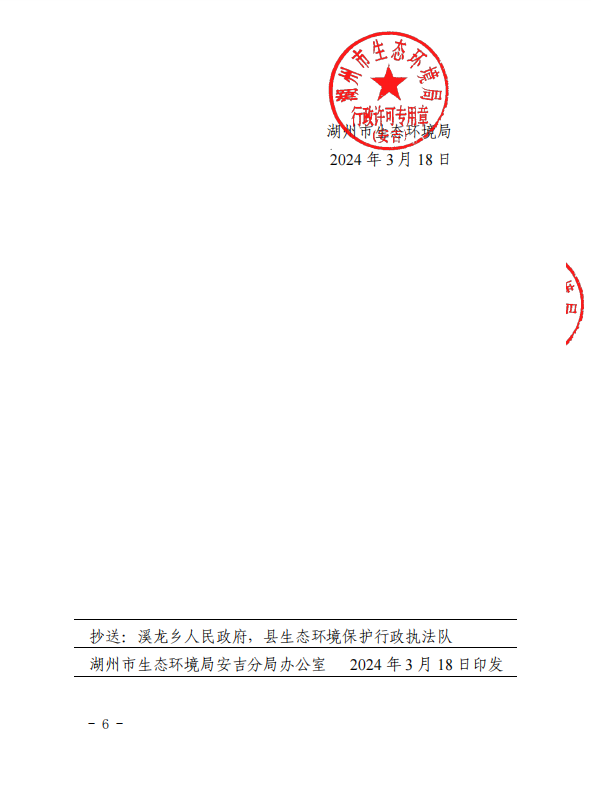 湖州市生态环境局
行政许可专用章
(安吉)
湖州市生态环境局
2024 年 3 月 18 日
抄送：溪龙乡人民政府，县生态环境保护行政执法队
湖州市生态环境局安吉分局办公室 2024 年 3 月 18 日印发
- 6 -